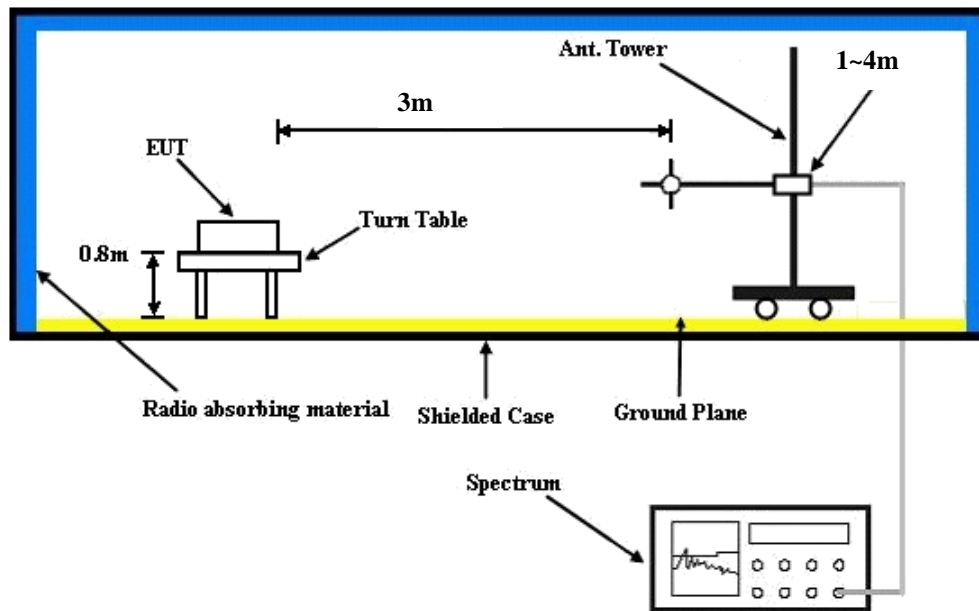 Ant. Tower
1~4m
3m
EUT
Turn Table
0.8m
Radio absorbing material
Shielded Case
Ground Plane
Spectrum